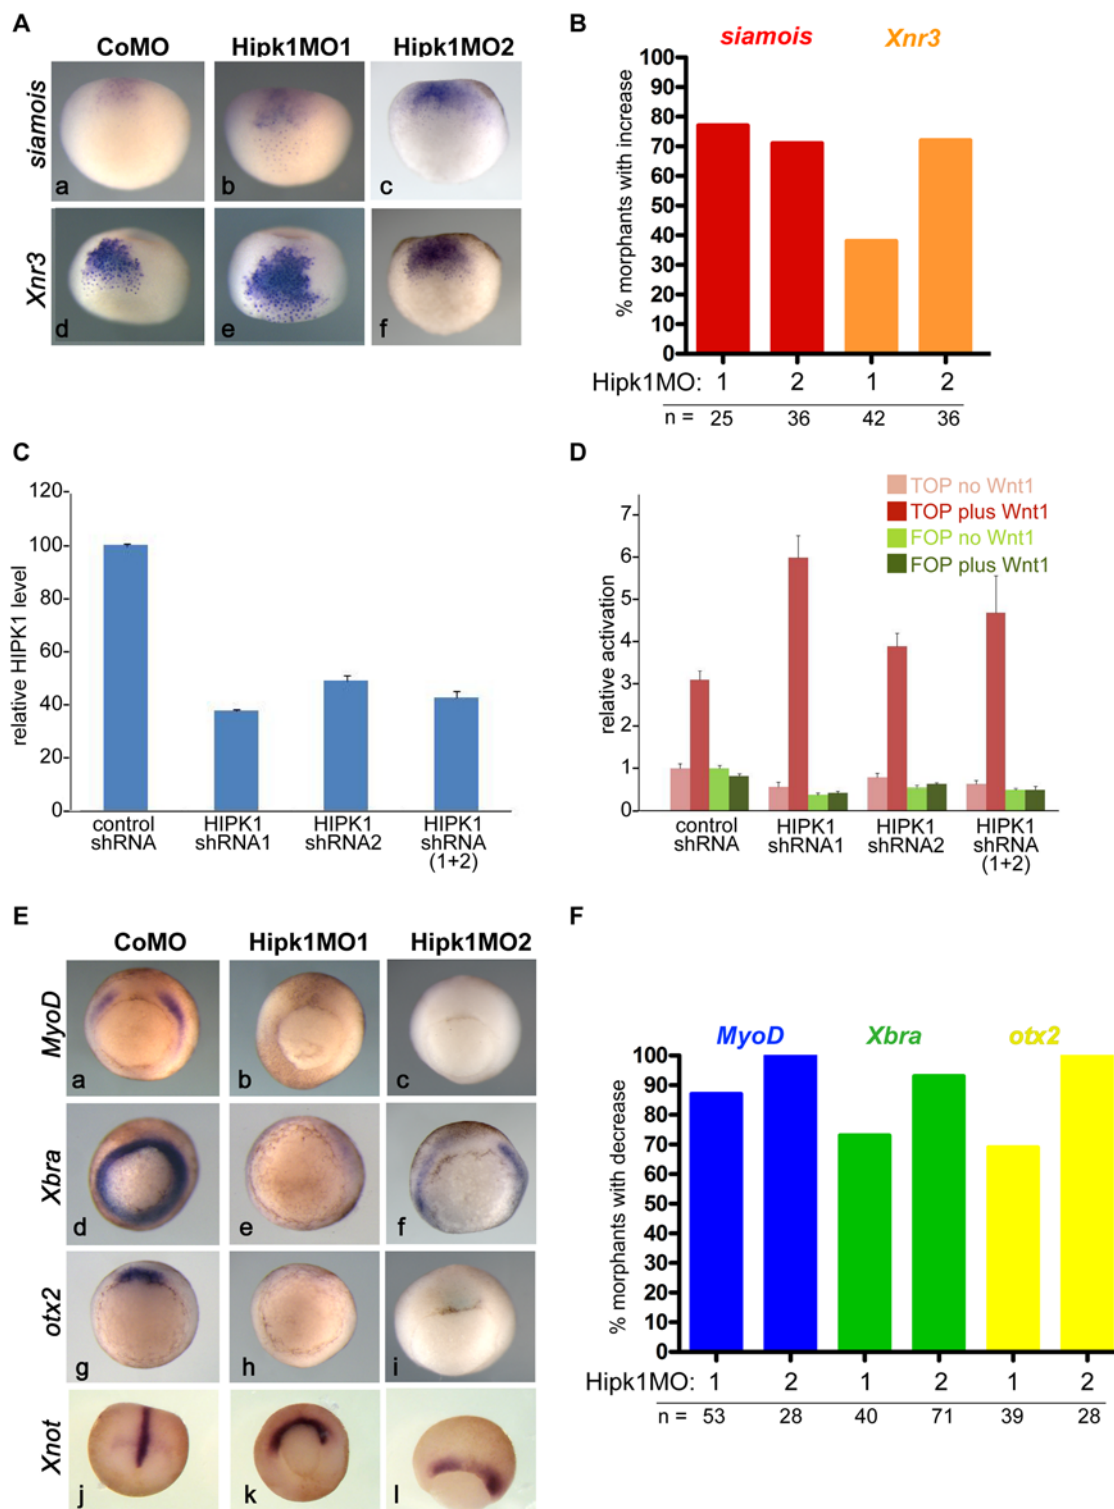 A
CoMO Hipk1MO1 Hipk1MO2
siamois
a b c
Xnr3
d e f
B
siamois Xnr3
% morphants with increase
100
90
80
70
60
50
40
30
20
10
0
Hipk1MO: 1 2 1 2
n = 25 36 42 36
C
relative HIPK1 level
120
100
80
60
40
20
0
control shRNA
HIPK1 shRNA1
HIPK1 shRNA2
HIPK1 shRNA (1+2)
D
TOP no Wnt1
TOP plus Wnt1
FOP no Wnt1
FOP plus Wnt1
relative activation
7
6
5
4
3
2
1
0
control shRNA
HIPK1 shRNA1
HIPK1 shRNA2
HIPK1 shRNA (1+2)
E
CoMO Hipk1MO1 Hipk1MO2
MyoD
a b c
Xbra
d e f
otx2
g h i
Xnot
j k l
F
MyoD Xbra otx2
% morphants with decrease
100
90
80
70
60
50
40
30
20
10
0
Hipk1MO: 1 2 1 2 1 2
n = 53 28 40 71 39 28